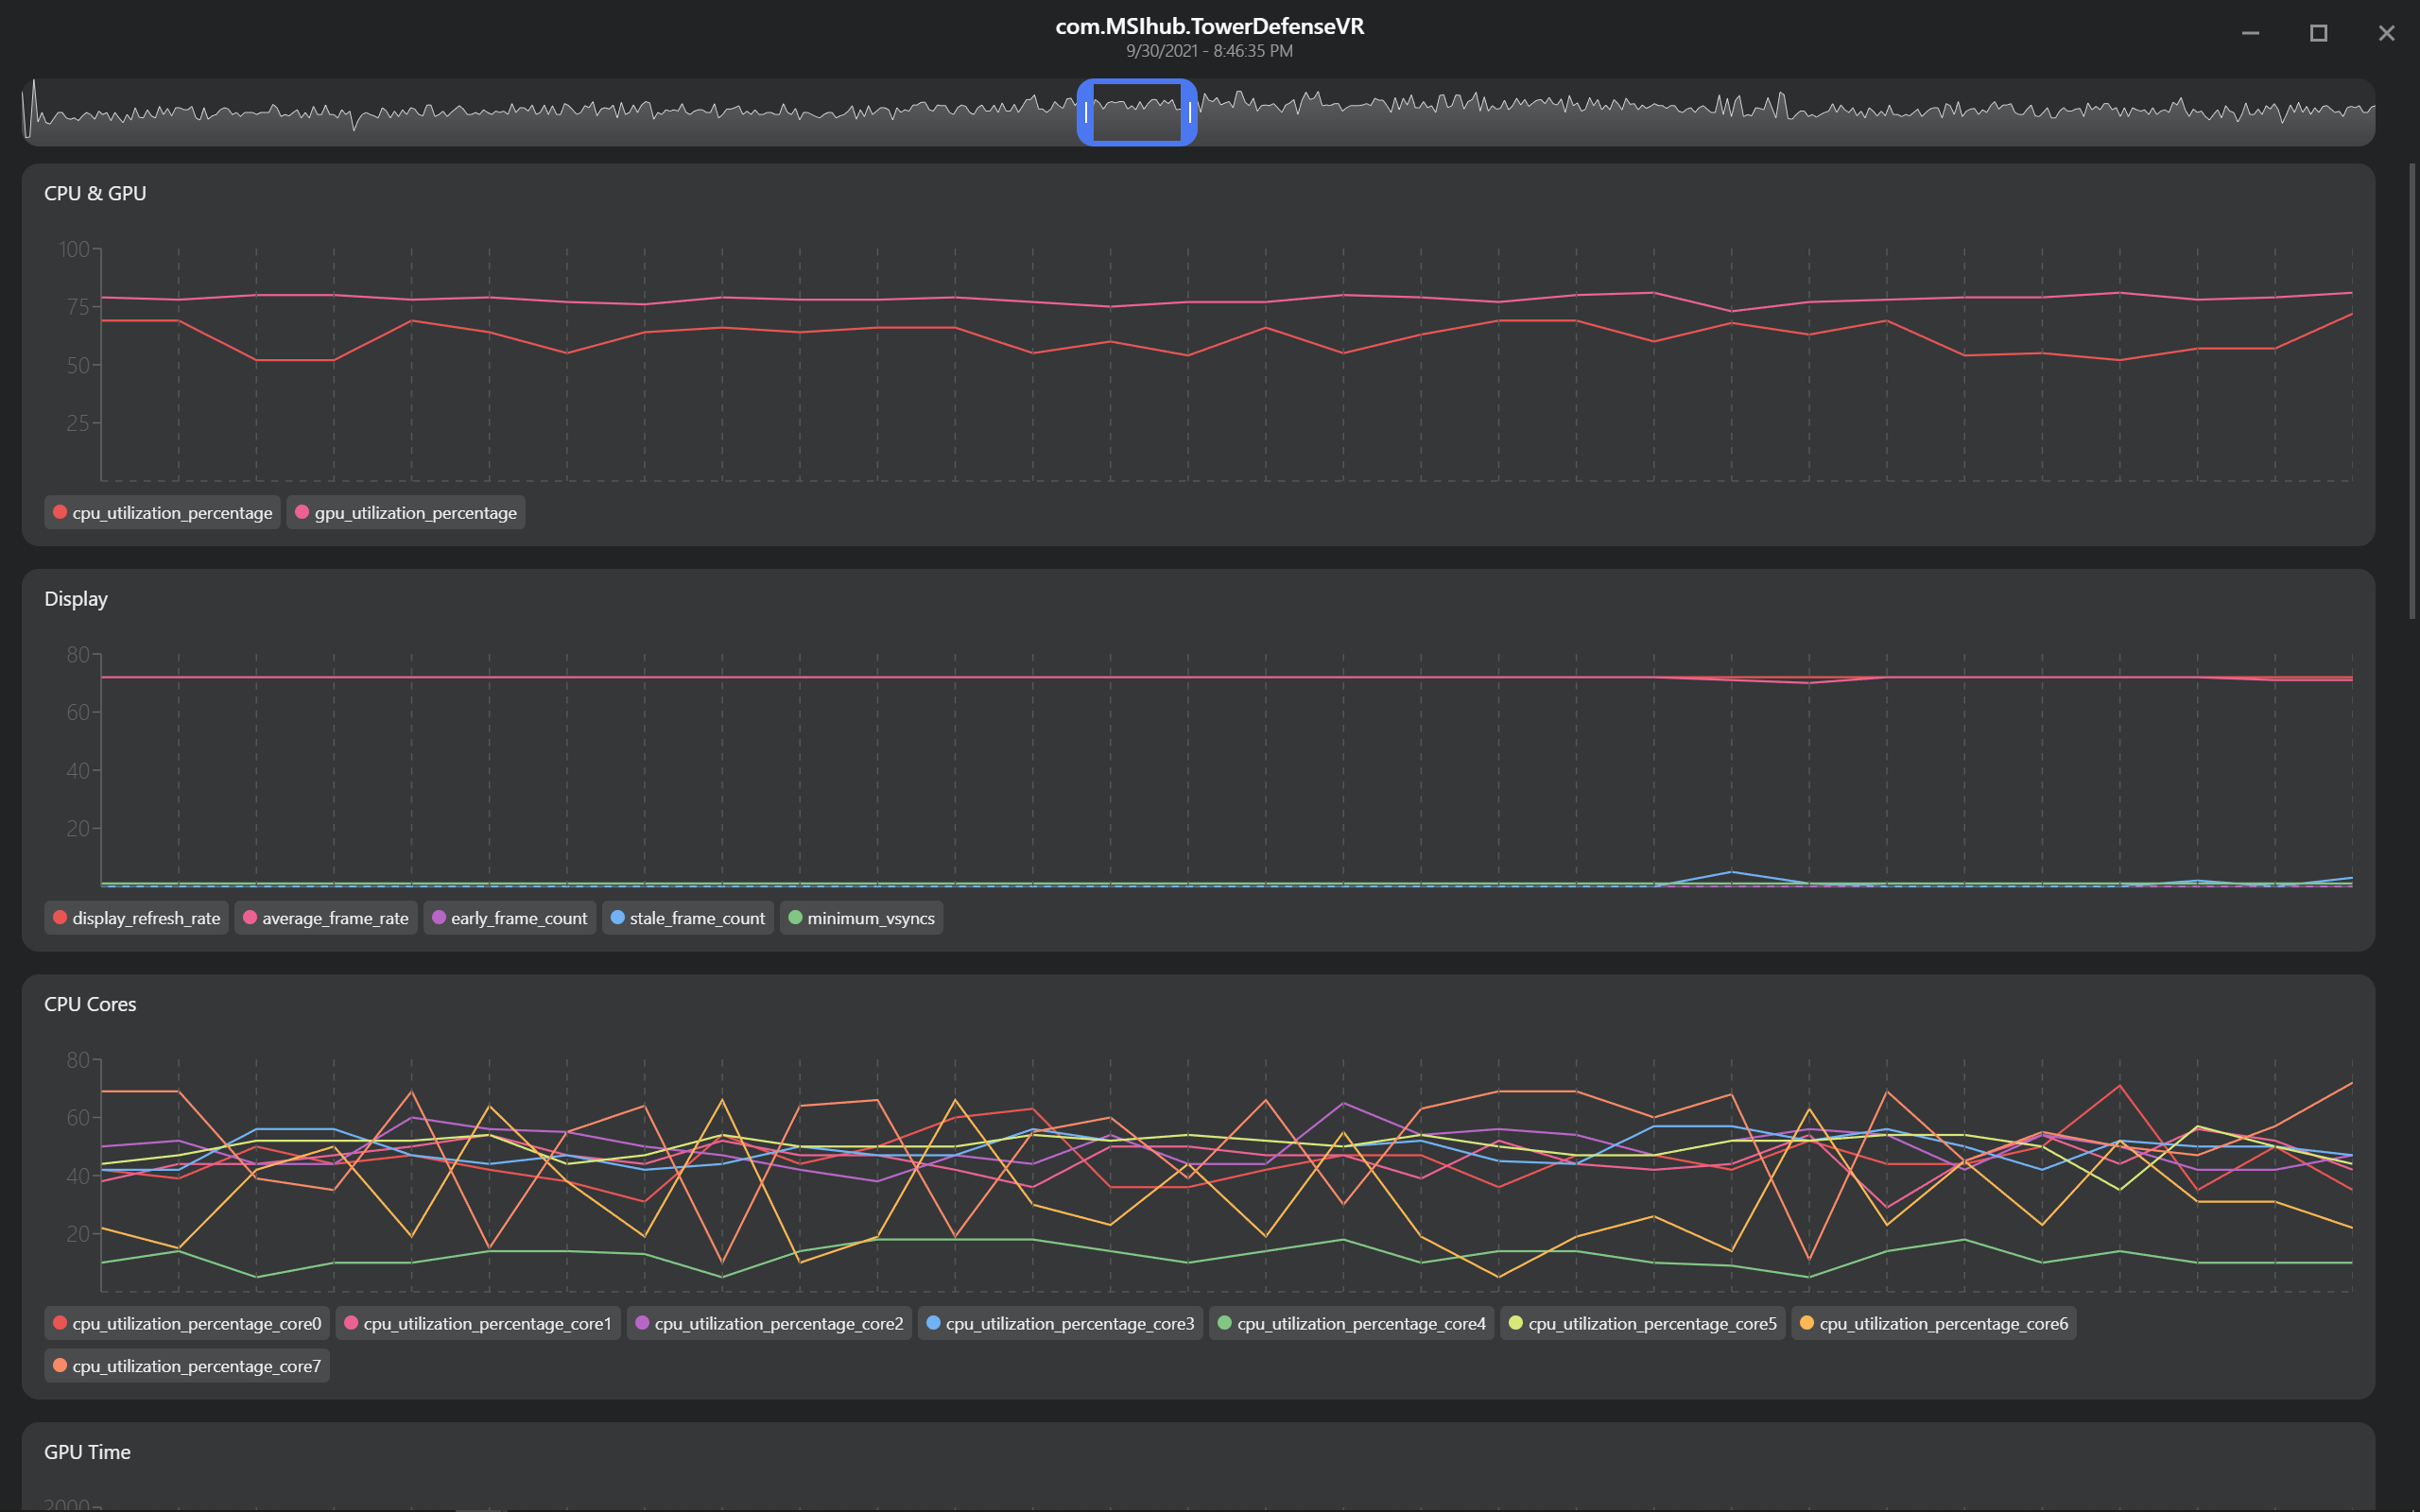 com.MSIhub.TowerDefenseVR
9/30/2021 - 8:46:35 PM
CPU & GPU
100
75
50
25
cpu_utilization_percentage gpu_utilization_percentage
Display
80
60
40
20
display_refresh_rate average_frame_rate early_frame_count stale_frame_count minimum_vsyncs
CPU Cores
80
60
40
20
cpu_utilization_percentage_core0 cpu_utilization_percentage_core1 cpu_utilization_percentage_core2 cpu_utilization_percentage_core3 cpu_utilization_percentage_core4 cpu_utilization_percentage_core5 cpu_utilization_percentage_core6
cpu_utilization_percentage_core7
GPU Time
2000